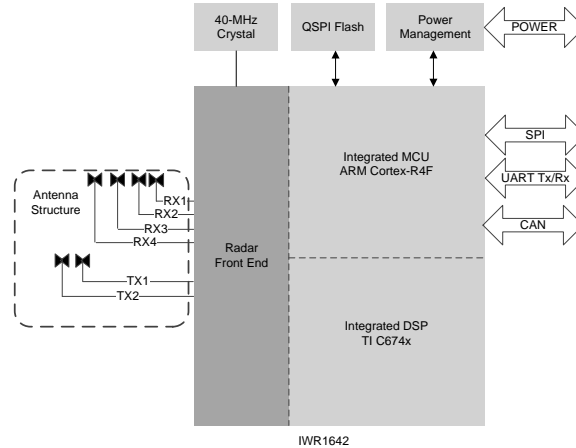 40-MHz
Crystal
QSPI Flash
Power
Management
POWER
Integrated MCU
ARM Cortex-R4F
SPI
UART Tx/Rx
CAN
Antenna
Structure
RX1
RX2
RX3
RX4
Radar
Front End
TX1
TX2
Integrated DSP
TI C674x
IWR1642